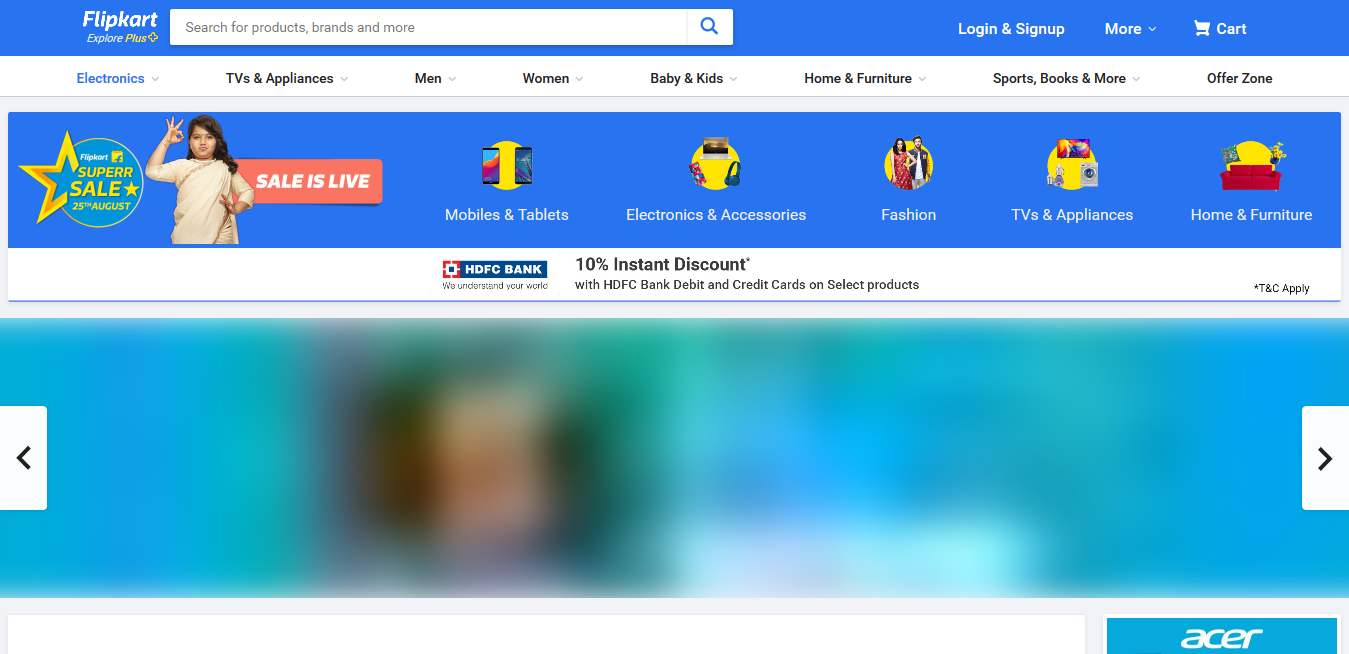 Flipkart
Explore Plus
Search for products, brands and more
Login & Signup
More
Cart
Electronics
TVs & Appliances
Men
Women
Baby & Kids
Home & Furniture
Sports, Books & More
Offer Zone
Flipkart
SUPERR
SALE
25TH AUGUST
SALE IS LIVE
Mobiles & Tablets
Electronics & Accessories
Fashion
TVs & Appliances
Home & Furniture
HDFC BANK
We understand your world
10% Instant Discount*
with HDFC Bank Debit and Credit Cards on Select products
*T&C Apply
acer